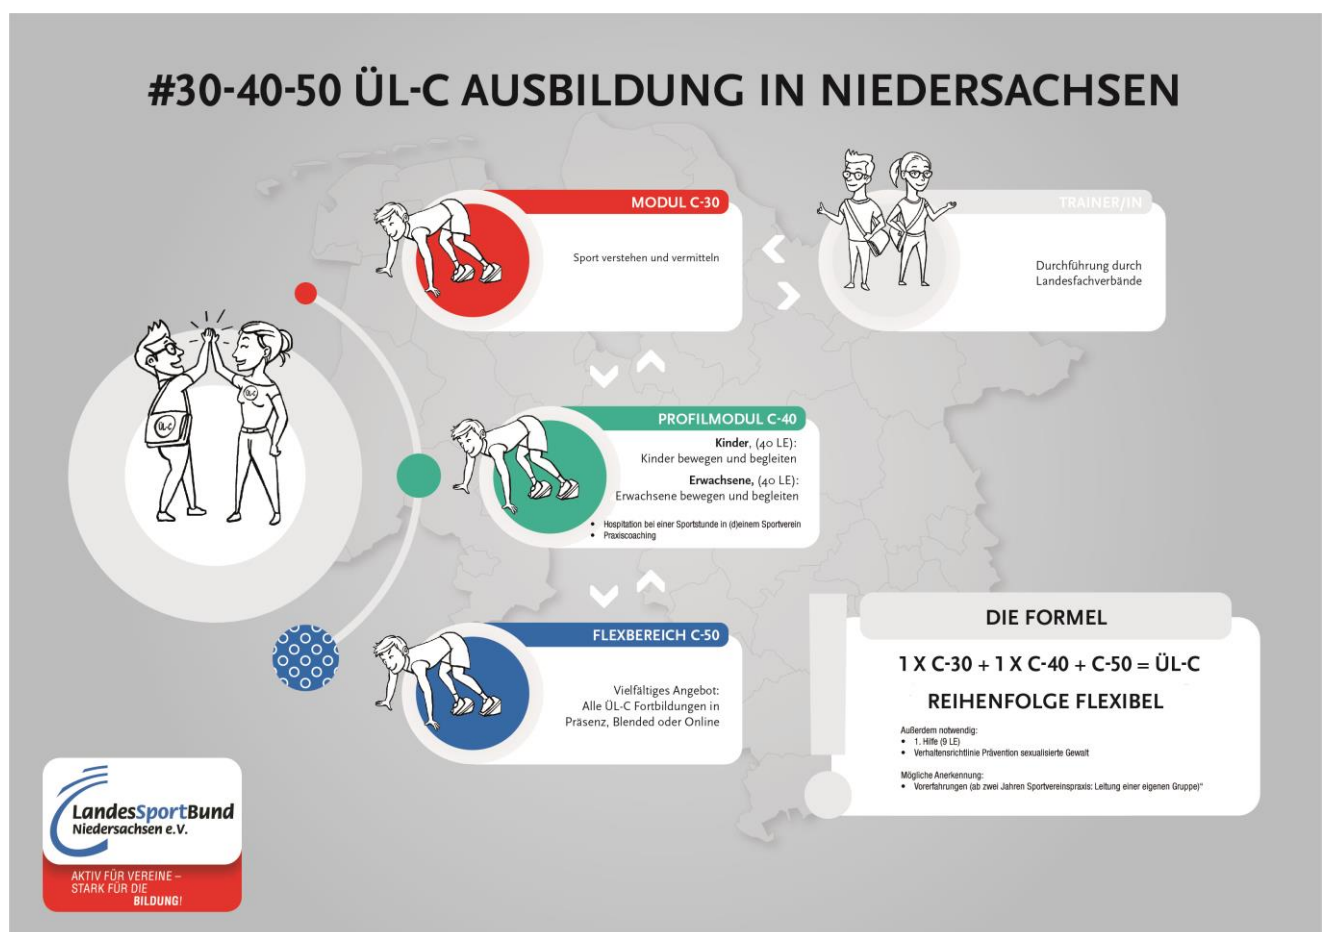 #30-40-50 ÜL-C AUSBILDUNG IN NIEDERSACHSEN
MODUL C-30
Sport verstehen und vermitteln
TRAINER/IN
Durchführung durch
Landesfachverbände
ÜL-C
ÜL-C
PROFILMODUL C-40
Kinder, (40 LE):
Kinder bewegen und begleiten
Erwachsene, (40 LE):
Erwachsene bewegen und begleiten
• Hospitation bei einer Sportstunde in (d)einem Sportverein
• Praxiscoaching
FLEXBEREICH C-50
Vielfältiges Angebot:
Alle ÜL-C Fortbildungen in
Präsenz, Blended oder Online
DIE FORMEL
1 X C-30 + 1 X C-40 + C-50 = ÜL-C
REIHENFOLGE FLEXIBEL
Außerdem notwendig:
• 1. Hilfe (9 LE)
• Verhaltensrichtlinie Prävention sexualisierte Gewalt
Mögliche Anerkennung:
• Vorerfahrungen (ab zwei Jahren Sportvereinspraxis: Leitung einer eigenen Gruppe)"
LandesSportBund
Niedersachsen e.V.
AKTIV FÜR VEREINE –
STARK FÜR DIE
BILDUNG!